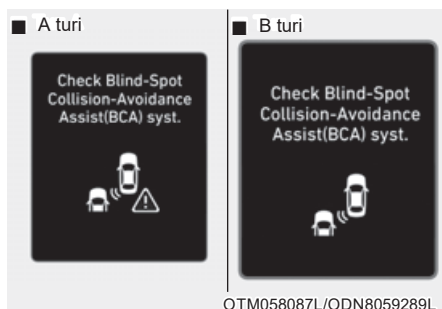 ■ A turi
Check Blind-Spot
Collision-Avoidance
Assist(BCA) syst.
■ B turi
Check Blind-Spot
Collision-Avoidance
Assist(BCA) syst.
OTM058087L/ODN8059289L